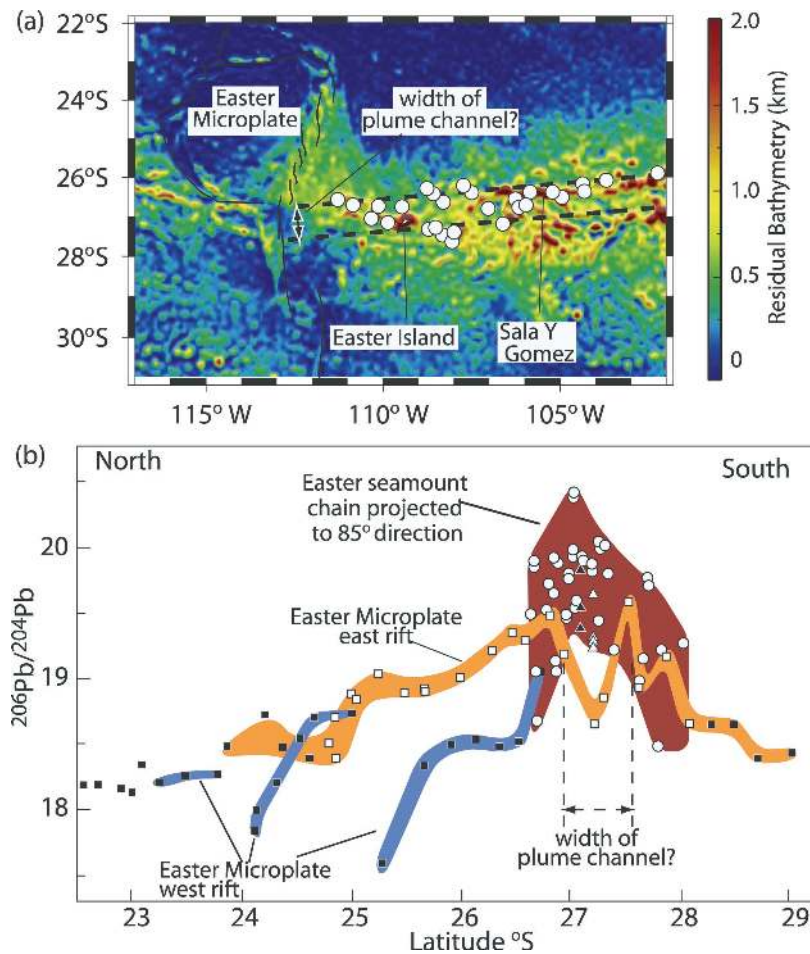 (a)
22°S
24°S
26°S
28°S
30°S
Easter
Microplate
width of
plume channel?
Easter Island
Sala Y
Gomez
115° W
110° W
105° W
2.0
1.5
1.0
0.5
0
Residual Bathymetry (km)
(b)
North
South
Easter seamount
chain projected
to 85° direction
Easter Microplate
east rift
Easter Microplate
west rift
width of
plume channel?
20
19
18
206Pb/204Pb
23
24
25
26
27
28
29
Latitude °S